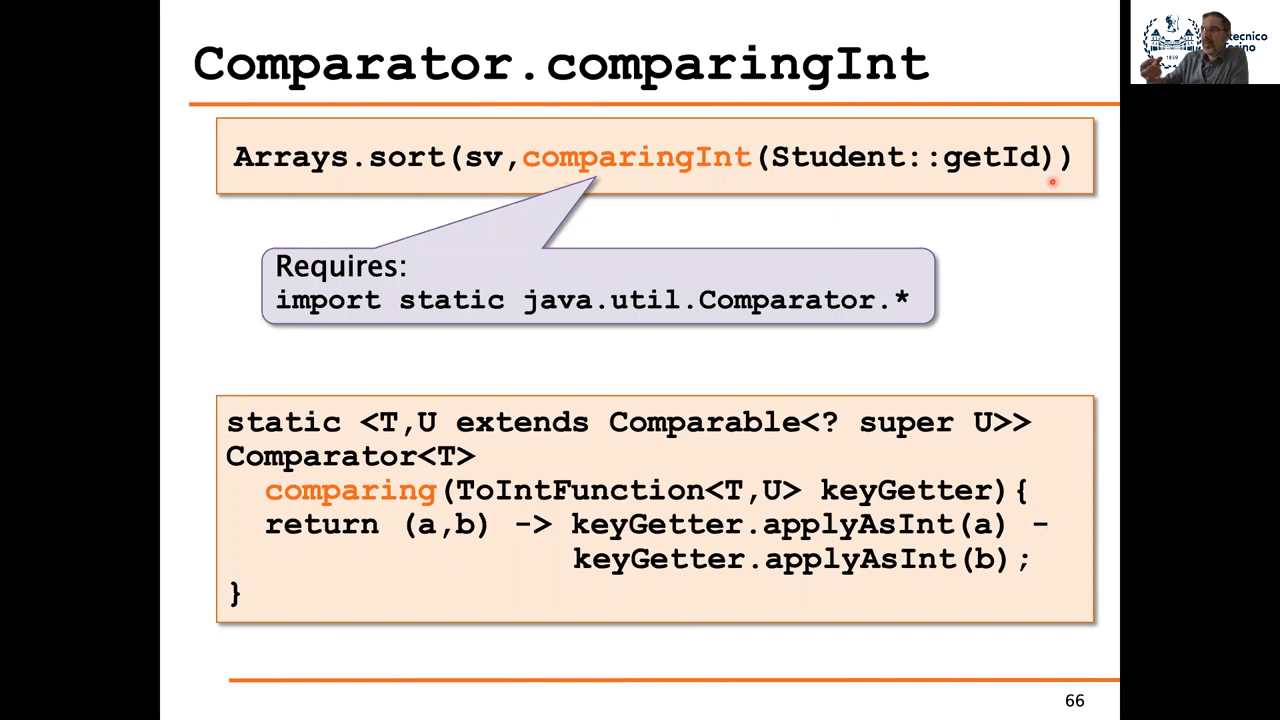 Comparator.comparingInt
Arrays.sort(sv,comparingInt(Student::getId))
Requires:
import static java.util.Comparator.*
static <T,U extends Comparable<? super U>>
Comparator<T>
comparing(ToIntFunction<T,U> keyGetter){
return (a,b) -> keyGetter.applyAsInt(a) -
keyGetter.applyAsInt(b);
}
66
1859